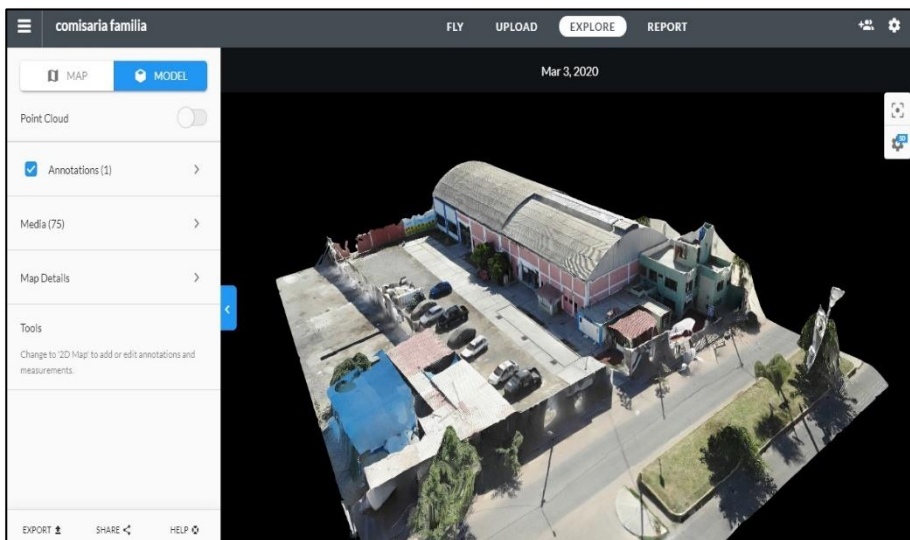 comisaria familia
FLY UPLOAD EXPLORE REPORT
MAP MODEL
Mar 3, 2020
Point Cloud
Annotations (1)
Media (75)
Map Details
Tools
Change to '2D Map' to add or edit annotations and
measurements.
EXPORT SHARE HELP